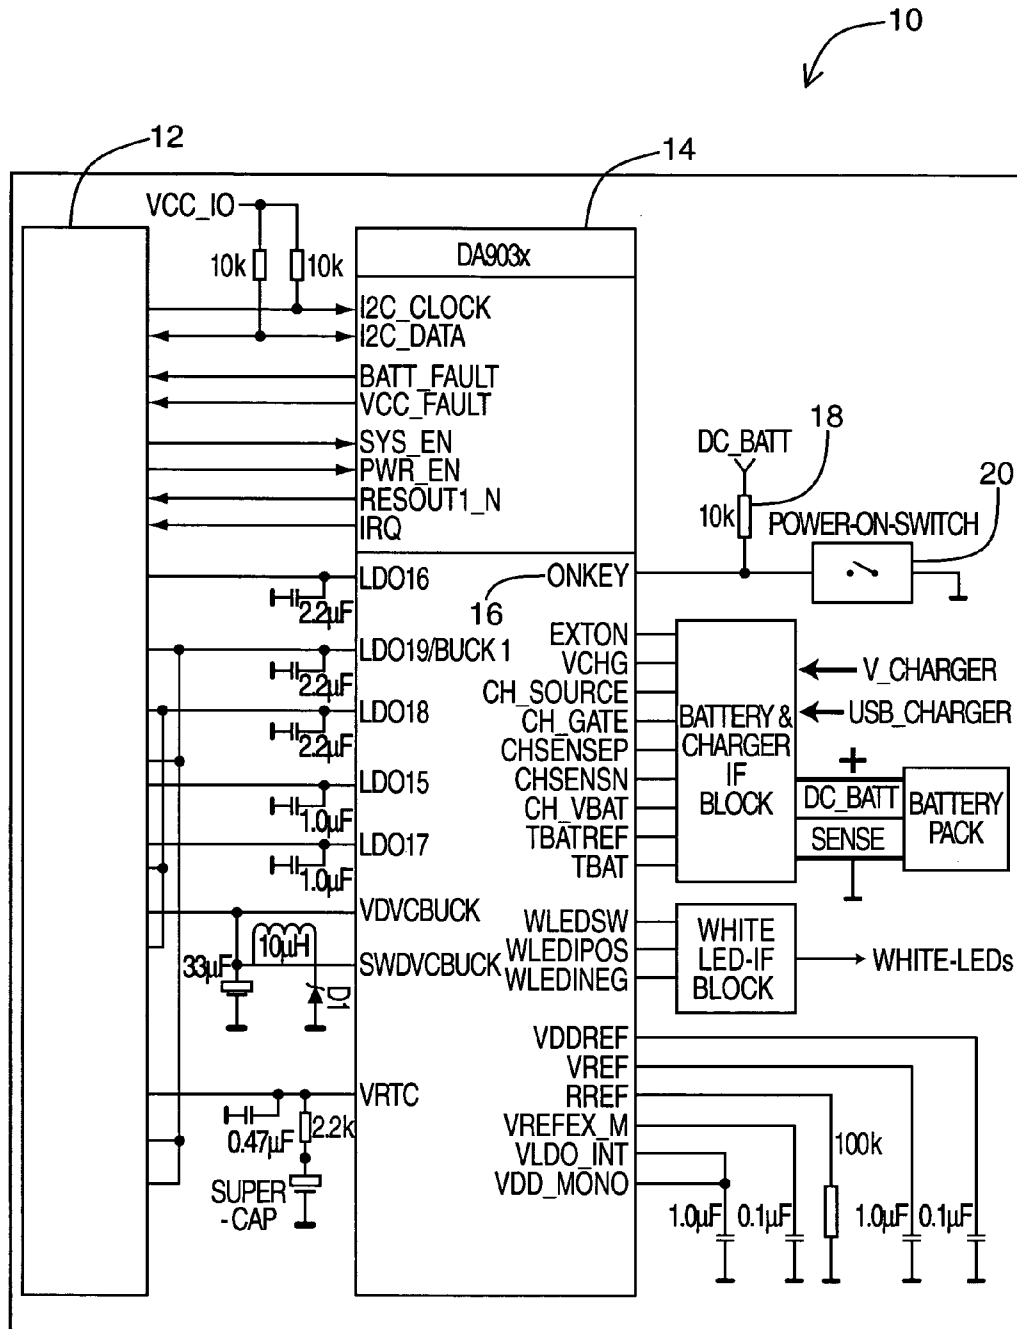 10
12
14
VCC_IO
10k
10k
DA903x
I2C_CLOCK
I2C_DATA
BATT_FAULT
VCC_FAULT
SYS_EN
PWR_EN
RESOUT1_N
IRQ
DC_BATT
18
10k
POWER-ON-SWITCH
20
LDO16
2.2µF
ONKEY
16
LDO19/BUCK 1
2.2µF
LDO18
2.2µF
LDO15
1.0µF
LDO17
1.0µF
EXTON
VCHG
CH_SOURCE
CH_GATE
CHSENSEP
CHSENSN
CH_VBAT
TBATREF
TBAT
BATTERY &
CHARGER
IF
BLOCK
V_CHARGER
USB_CHARGER
+
DC_BATT
SENSE
BATTERY
PACK
VDVCBUCK
10µH
33µF
SWDVCBUCK
D1
WLEDSW
WLEDIPOS
WLEDINEG
WHITE
LED-IF
BLOCK
WHITE-LEDs
VRTC
0.47µF
2.2k
SUPER
-CAP
VDDREF
VREF
RREF
VREFEX_M
VLDO_INT
VDD_MONO
100k
1.0µF
0.1µF
1.0µF
0.1µF